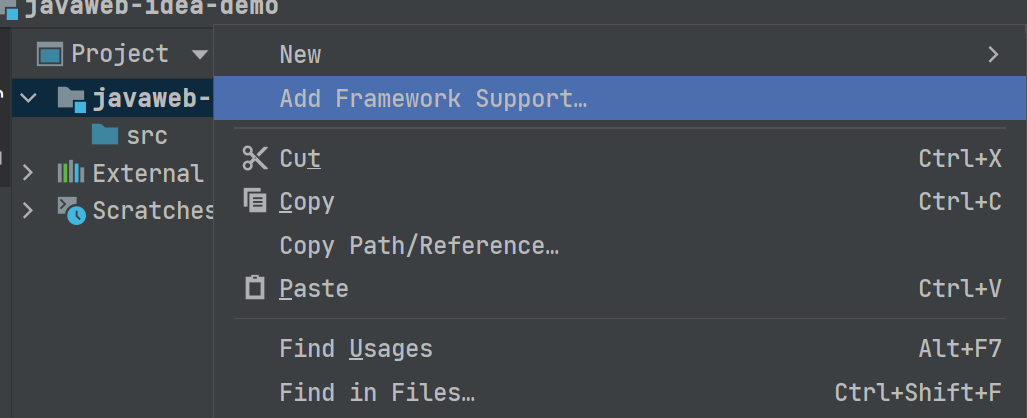 javaweb-idea-demo
Project
New
javaweb-
Add Framework Support…
src
Cut Ctrl+X
External
Copy Ctrl+C
Scratches
Copy Path/Reference…
Paste Ctrl+V
Find Usages Alt+F7
Find in Files… Ctrl+Shift+F